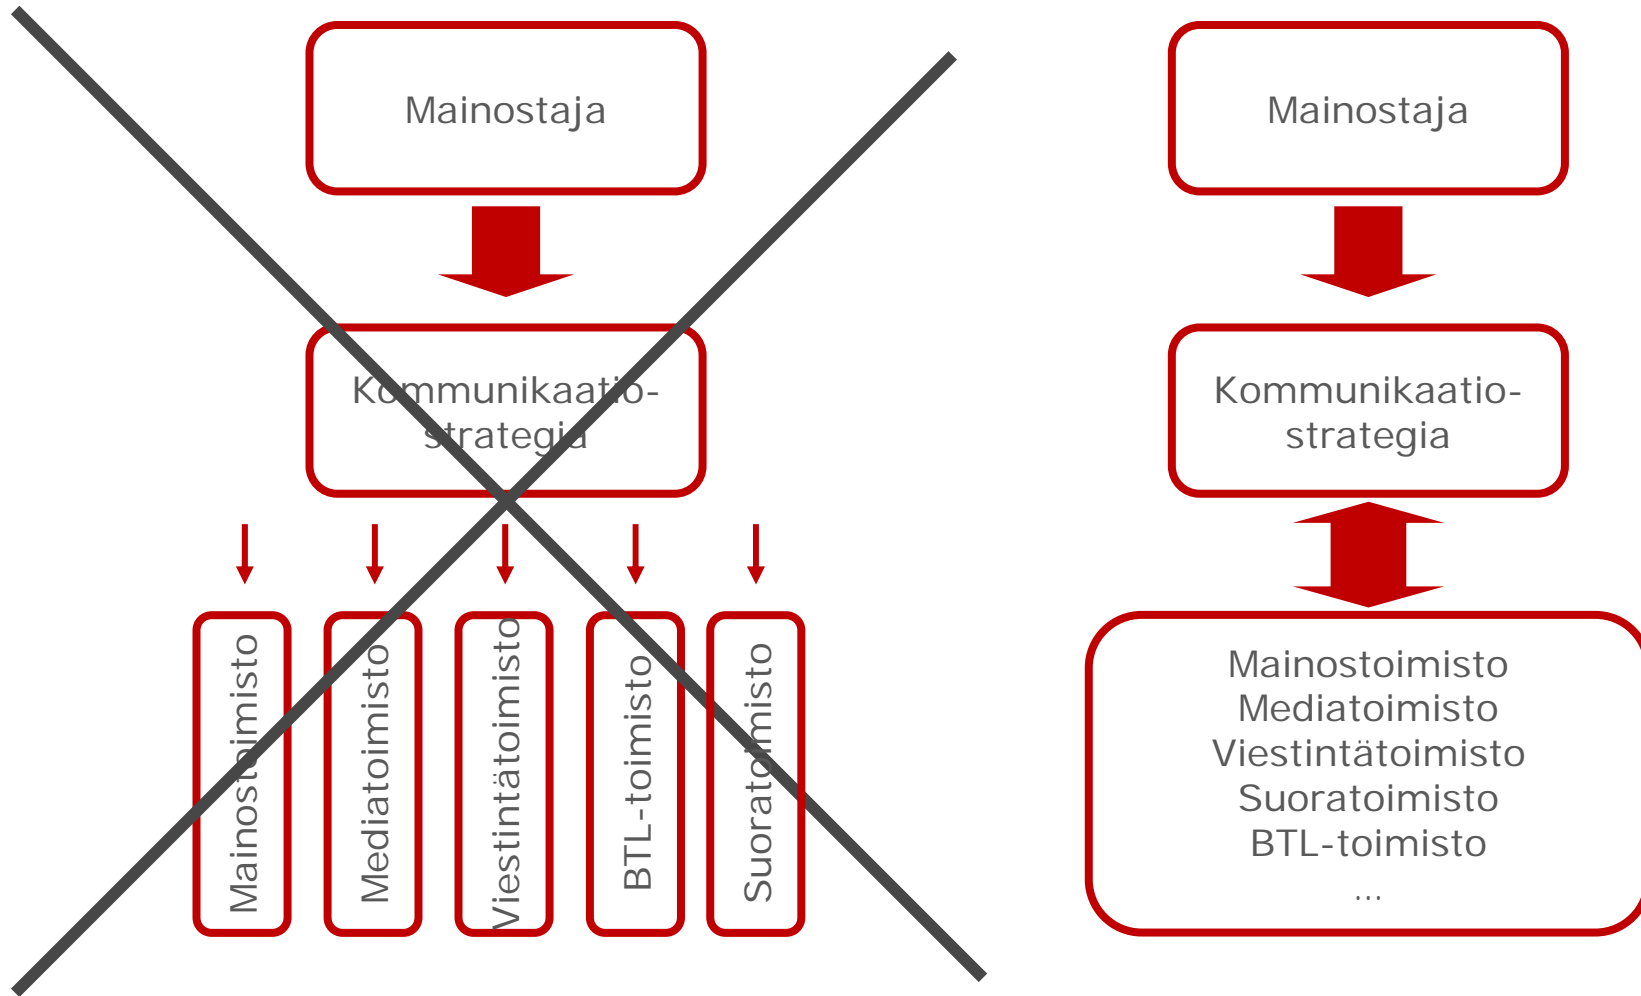 Mainostaja
Kommunikaatio-
strategia
Mainostoimisto
Mediatoimisto
Viestintätoimisto
BTL-toimisto
Suoratoimisto
Mainostaja
Kommunikaatio-
strategia
Mainostoimisto
Mediatoimisto
Viestintätoimisto
Suoratoimisto
BTL-toimisto
...